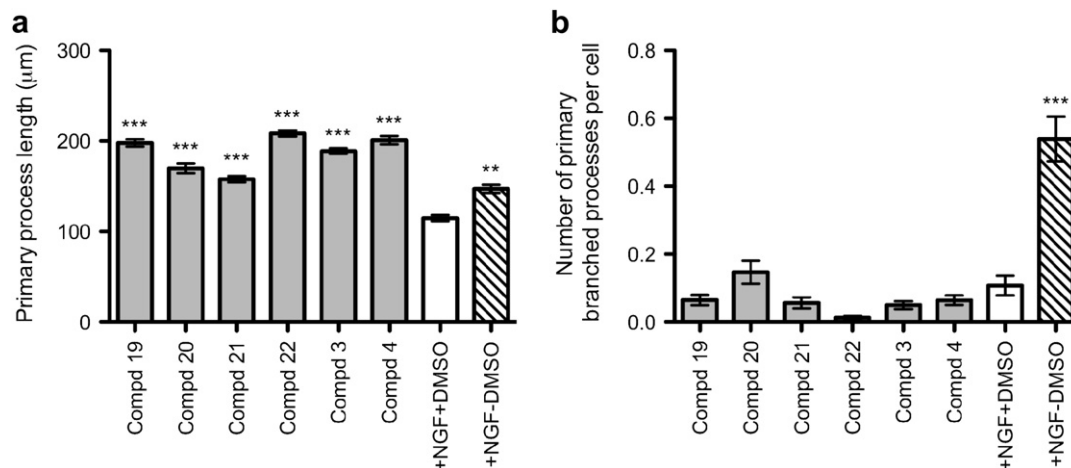 a
Primary process length (μm)
300
200
100
0
***
***
***
***
***
***
**
Compd 19
Compd 20
Compd 21
Compd 22
Compd 3
Compd 4
+NGF+DMSO
+NGF-DMSO
b
Number of primary
branched processes per cell
0.8
0.6
0.4
0.2
0.0
***
Compd 19
Compd 20
Compd 21
Compd 22
Compd 3
Compd 4
+NGF+DMSO
+NGF-DMSO